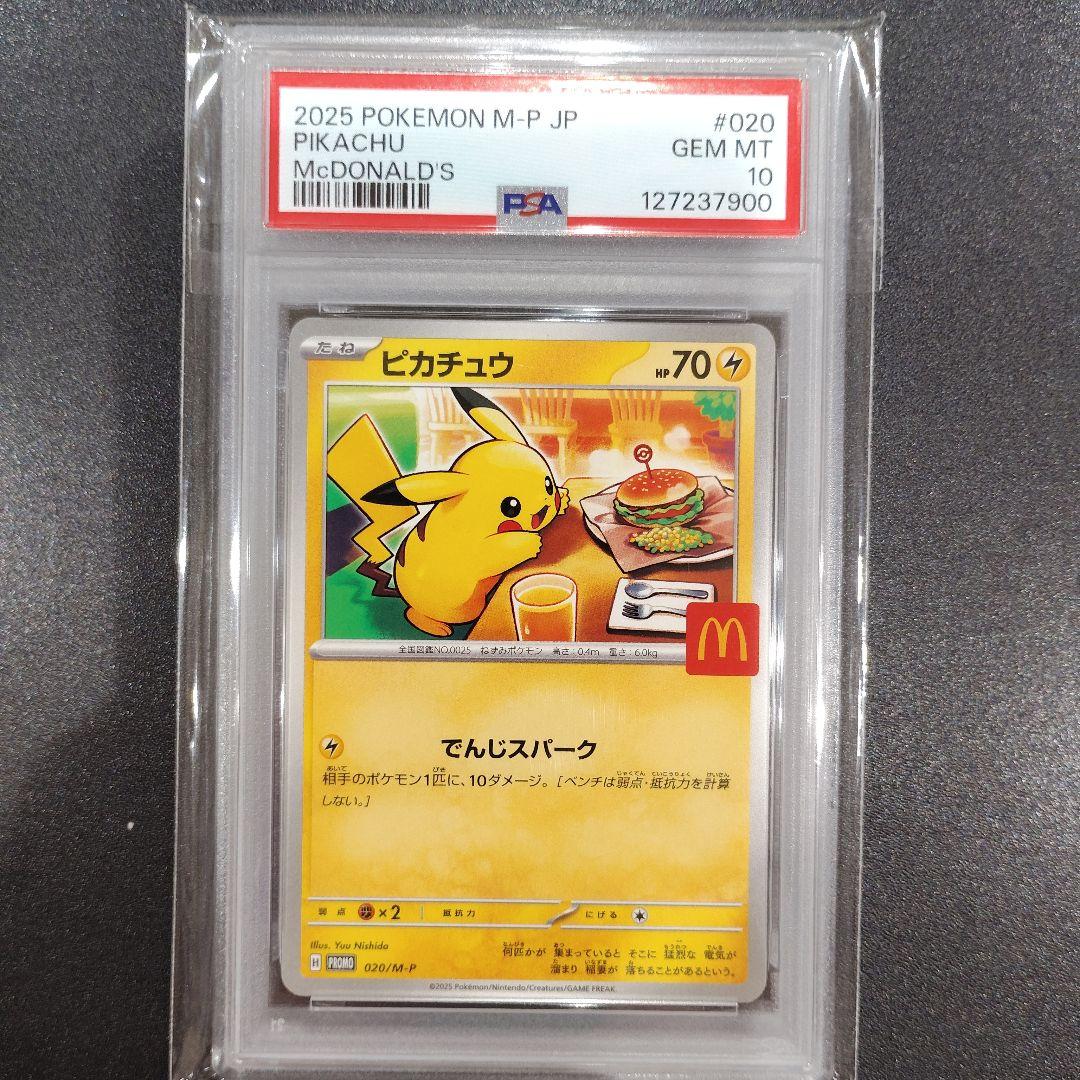 2025 POKEMON M-P JP #020
PIKACHU GEM MT
McDONALD'S 10
PSA 127237900
たね ピカチュウ HP 70
全国図鑑NO.0025 ねずみポケモン 高さ:0.4m 重さ:6.0kg
M
でんじスパーク
相手のポケモン1匹に、10ダメージ。[ベンチは弱点・抵抗力を計算
しない。]
弱点 ×2 抵抗力 にげる
Illus. Yuu Nishida
何匹かが 集まっていると そこに 猛烈な 電気が
溜まり 稲妻が 落ちることがあるという。
H PROMO 020/M-P
©2025 Pokémon/Nintendo/Creatures/GAME FREAK.